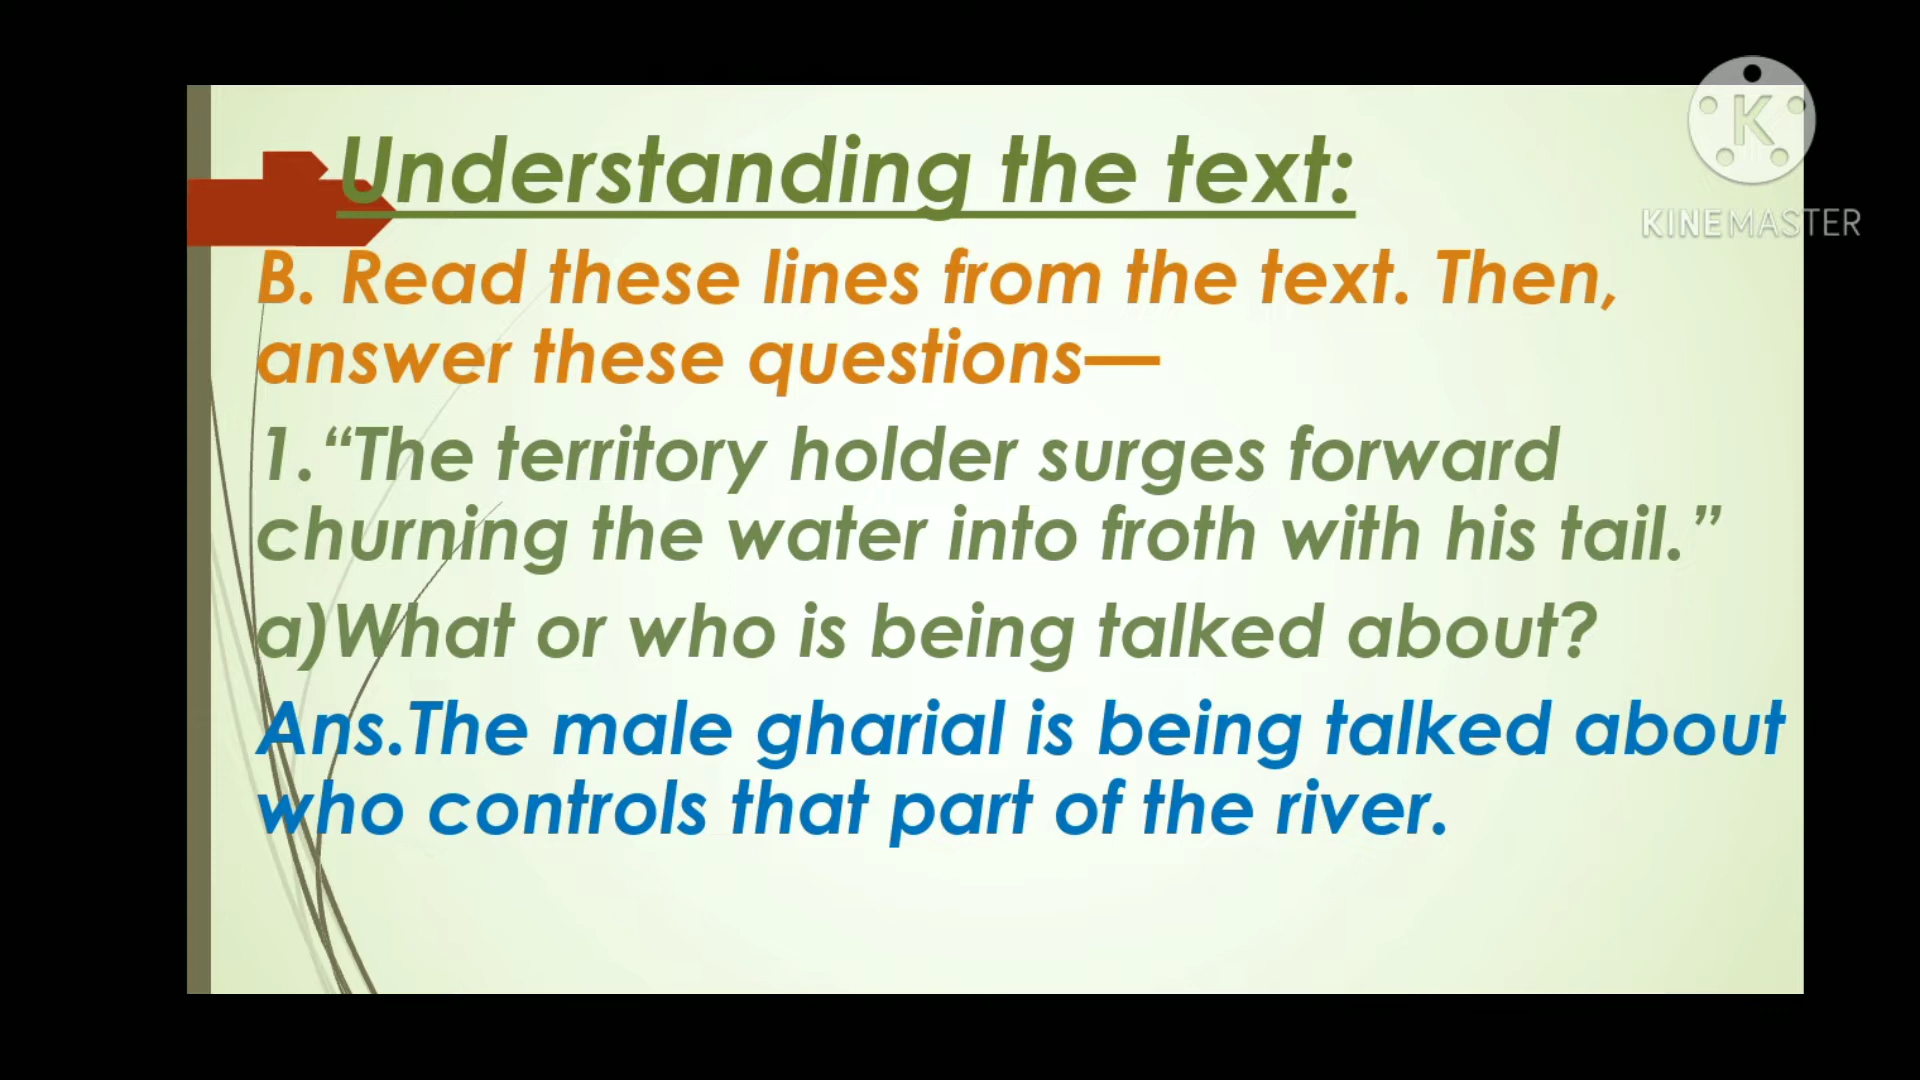 Understanding the text:
B. Read these lines from the text. Then,
answer these questions—
1.“The territory holder surges forward
churning the water into froth with his tail.”
a)What or who is being talked about?
Ans.The male gharial is being talked about
who controls that part of the river.
K
KINEMASTER